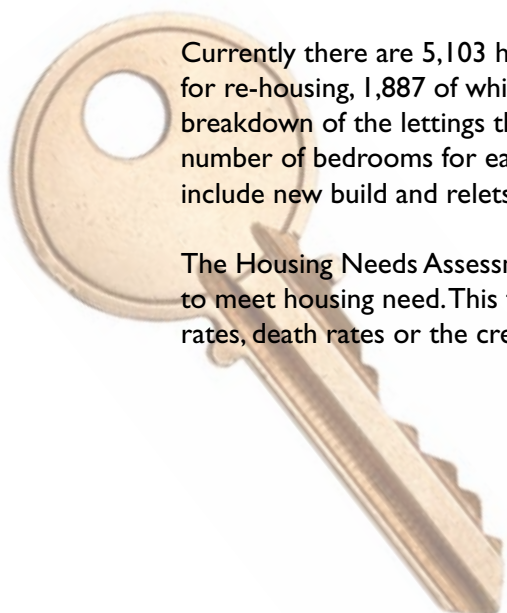 Currently there are 5,103 h
for re-housing, 1,887 of whi
breakdown of the lettings th
number of bedrooms for ea
include new build and relets
The Housing Needs Assessm
to meet housing need. This
rates, death rates or the cre